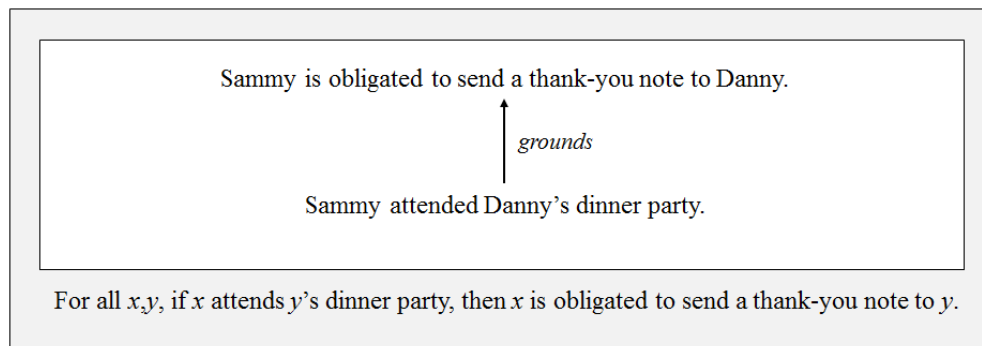 Sammy is obligated to send a thank-you note to Danny.
grounds
Sammy attended Danny’s dinner party.
For all x,y, if x attends y’s dinner party, then x is obligated to send a thank-you note to y.